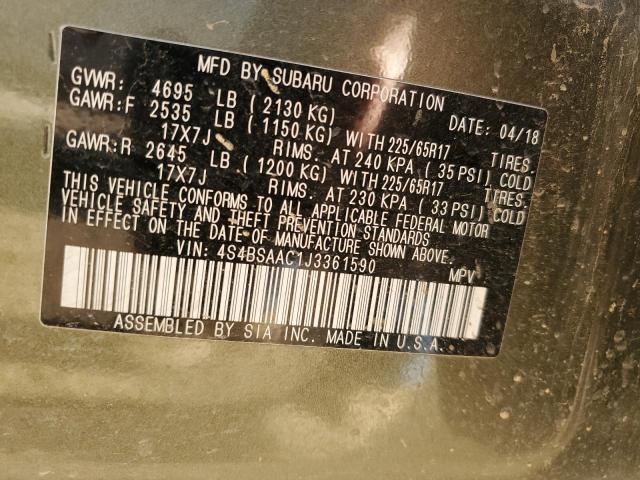 MFD BY SUBARU CORPORATION
GVWR: 4695 LB (2130 KG) DATE: 04/18
GAWR:F 2535 LB (1150 KG) WITH 225/65R17 TIRES.
17X7J RIMS. AT 240 KPA (35 PSI) COLD
GAWR:R 2645 LB (1200 KG) WITH 225/65R17 TIRES.
17X7J RIMS. AT 230 KPA (33 PSI) COLD
THIS VEHICLE CONFORMS TO ALL APPLICABLE FEDERAL MOTOR
VEHICLE SAFETY AND THEFT PREVENTION STANDARDS
IN EFFECT ON THE DATE OF MANUFACTURE SHOWN ABOVE.
VIN: 4S4BSAAC1J3361590 MPV
ASSEMBLED BY SIA INC. MADE IN U.S.A.